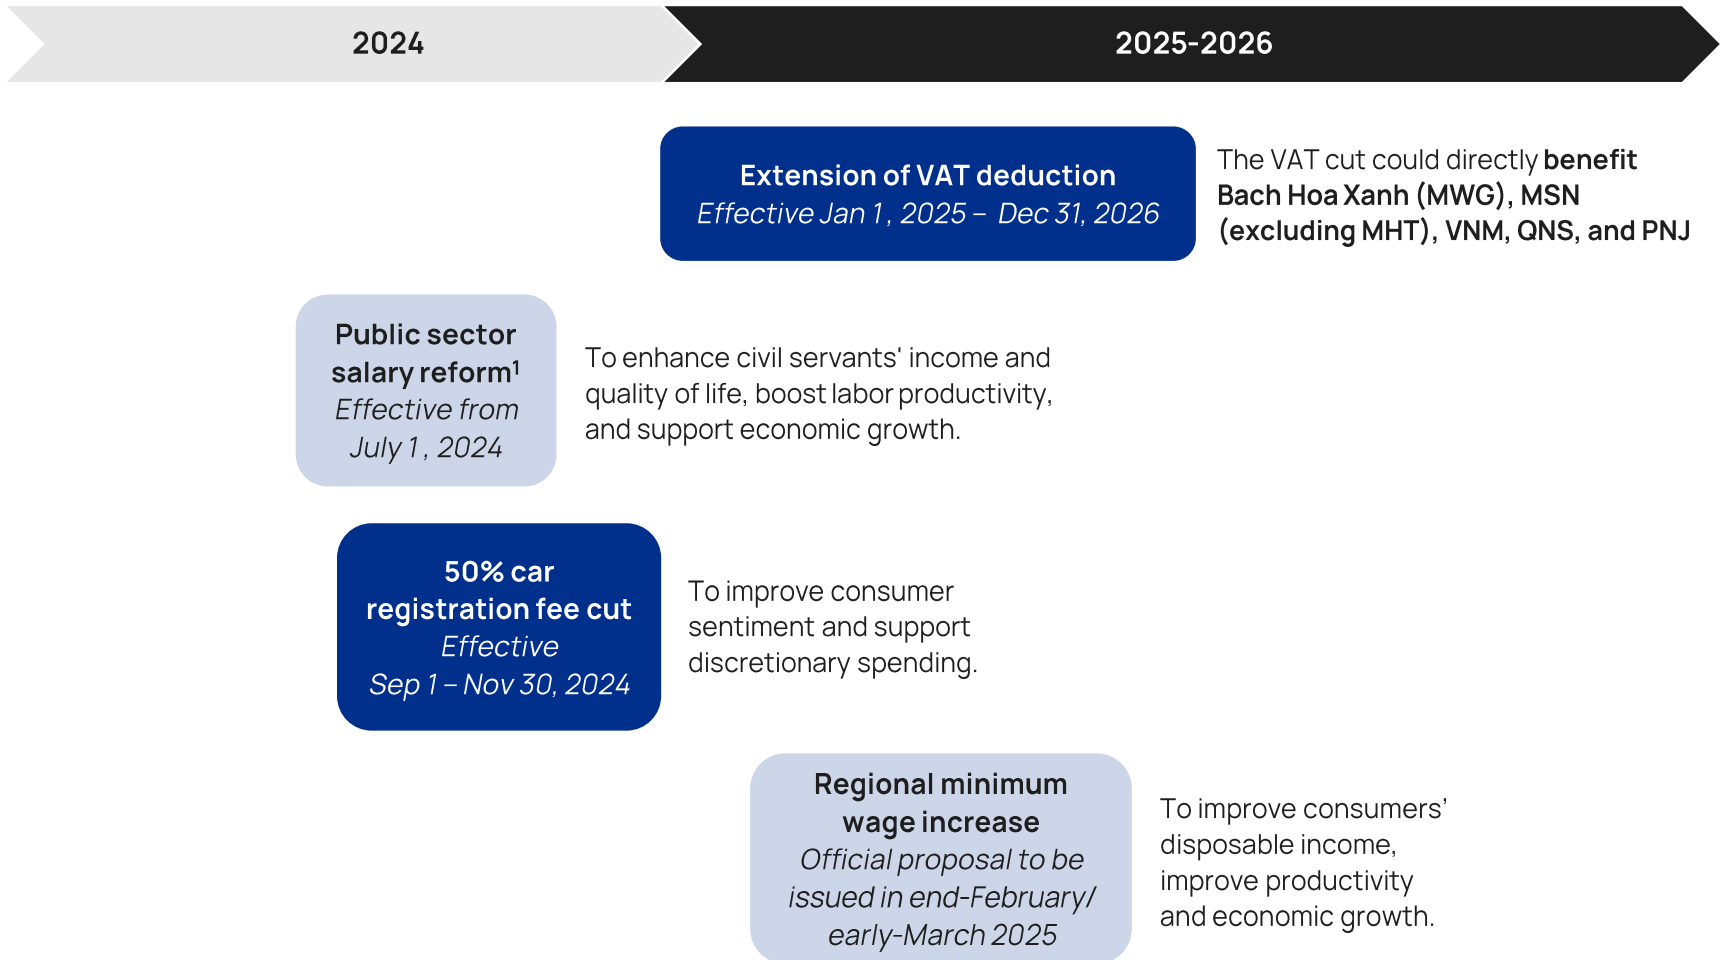 2024
2025-2026
Extension of VAT deduction
Effective Jan 1, 2025 – Dec 31, 2026
The VAT cut could directly benefit
Bach Hoa Xanh (MWG), MSN
(excluding MHT), VNM, QNS, and PNJ
Public sector
salary reform¹
Effective from
July 1, 2024
To enhance civil servants' income and
quality of life, boost labor productivity,
and support economic growth.
50% car
registration fee cut
Effective
Sep 1 – Nov 30, 2024
To improve consumer
sentiment and support
discretionary spending.
Regional minimum
wage increase
Official proposal to be
issued in end-February/
early-March 2025
To improve consumers’
disposable income,
improve productivity
and economic growth.